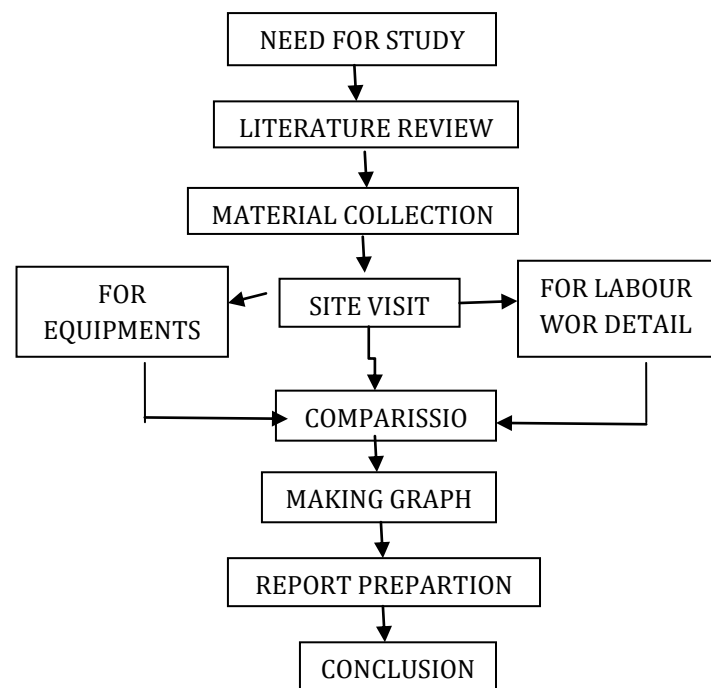 NEED FOR STUDY
LITERATURE REVIEW
MATERIAL COLLECTION
FOR
EQUIPMENTS
SITE VISIT
FOR LABOUR
WOR DETAIL
COMPARISSIO
MAKING GRAPH
REPORT PREPARTION
CONCLUSION